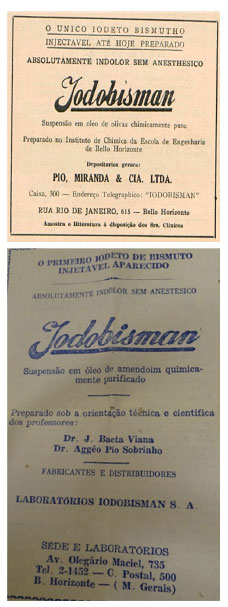 O UNICO IODETO BISMUTHO
INJECTAVEL ATÉ HOJE PREPARADO
ABSOLUTAMENTE INDOLOR SEM ANESTHESICO
Iodobisman
Suspensão em óleo de olivas chimicamente puro
Preparado no Instituto de Chimica da Escola de Engenharia
de Bello Horizonte
Depositarios geraes:
PIO, MIRANDA & CIA. LTDA.
Caixa, 300 — Endereço Telegraphico: "IODOBISMAN"
RUA RIO DE JANEIRO, 615 — Bello Horizonte
Amostra e litteratura á disposição dos Srs. Clinicos
O PRIMEIRO IODETO DE BISMUTO
INJETAVEL APARECIDO
ABSOLUTAMENTE INDOLOR SEM ANESTESICO
Iodobisman
Suspensão em óleo de amendoim quimica-
mente purificado
Preparado sob a orientação técnica e cientifica
dos professores:
Dr. J. Baeta Viana
Dr. Aggêo Pio Sobrinho
FABRICANTES E DISTRIBUIDORES
LABORATÓRIOS IODOBISMAN S. A.
SÉDE E LABORATÓRIOS
Av. Olegário Maciel, 735
Tel. 2-1452 — C. Postal, 500
B. Horizonte — ( M. Gerais)